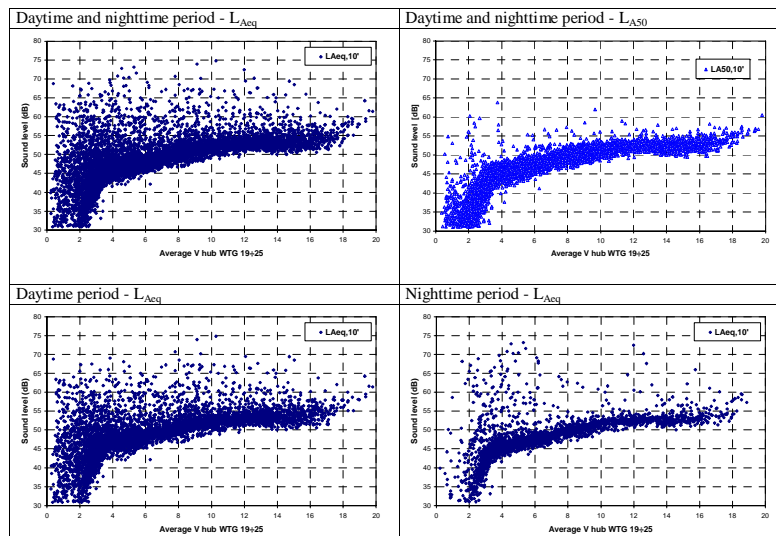 Daytime and nighttime period - LAeq
Daytime and nighttime period - LA50
80
75
70
65
60
55
50
45
40
35
30
Sound level (dB)
LAeq,10'
0 2 4 6 8 10 12 14 16 18 20
Average V hub WTG 19÷25
80
75
70
65
60
55
50
45
40
35
30
Sound level [dB]
LA50,10'
0 2 4 6 8 10 12 14 16 18 20
Average V hub WTG 19÷25
Daytime period - LAeq
Nighttime period - LAeq
80
75
70
65
60
55
50
45
40
35
30
Sound level (dB)
LAeq,10'
0 2 4 6 8 10 12 14 16 18 20
Average V hub WTG 19÷25
80
75
70
65
60
55
50
45
40
35
30
Sound level (dB)
LAeq,10'
0 2 4 6 8 10 12 14 16 18 20
Average V hub WTG 19÷25